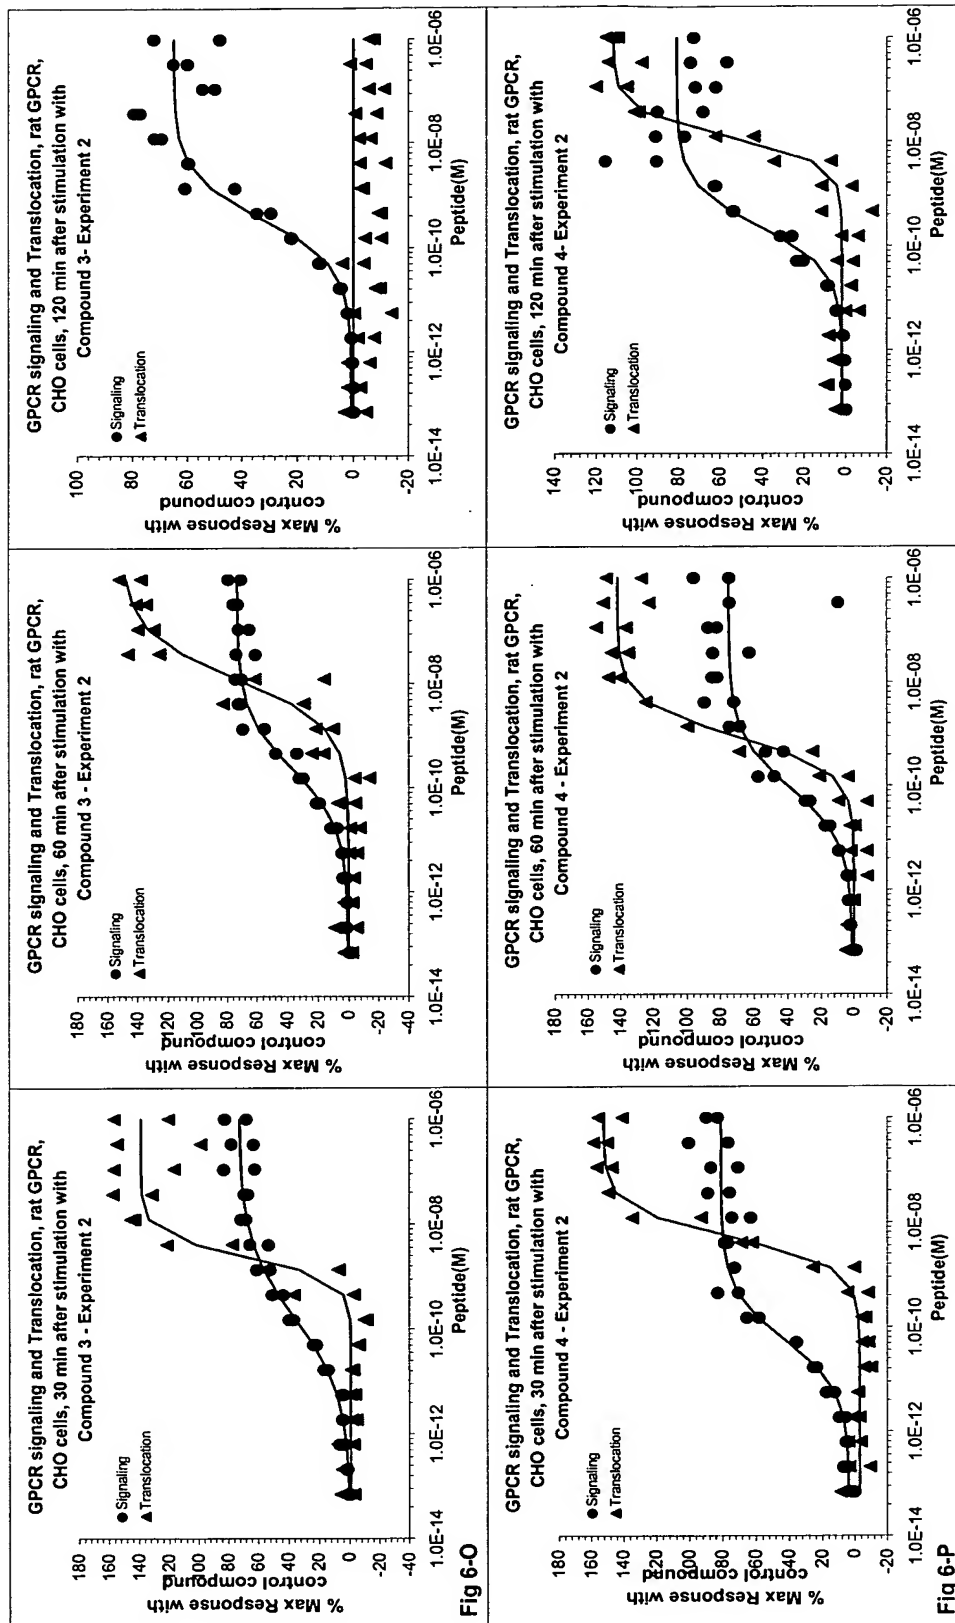 GPCR signaling and Translocation, rat GPCR,
CHO cells, 30 min after stimulation with
Compound 3 - Experiment 2
% Max Response with
control compound
180
160
140
120
100
80
60
40
20
0
-20
-40
●Signaling
▲Translocation
1.0E-14
1.0E-12
1.0E-10
1.0E-08
1.0E-06
Peptide(M)
Fig 6-O
GPCR signaling and Translocation, rat GPCR,
CHO cells, 60 min after stimulation with
Compound 3 - Experiment 2
% Max Response with
control compound
180
160
140
120
100
80
60
40
20
0
-20
-40
●Signaling
▲Translocation
1.0E-14
1.0E-12
1.0E-10
1.0E-08
1.0E-06
Peptide(M)
GPCR signaling and Translocation, rat GPCR,
CHO cells, 120 min after stimulation with
Compound 3- Experiment 2
% Max Response with
control compound
100
80
60
40
20
0
-20
-40
●Signaling
▲Translocation
1.0E-14
1.0E-12
1.0E-10
1.0E-08
1.0E-06
Peptide(M)
GPCR signaling and Translocation, rat GPCR,
CHO cells, 30 min after stimulation with
Compound 4 - Experiment 2
% Max Response with
control compound
180
160
140
120
100
80
60
40
20
0
-20
-40
●Signaling
▲Translocation
1.0E-14
1.0E-12
1.0E-10
1.0E-08
1.0E-06
Peptide(M)
Fig 6-P
GPCR signaling and Translocation, rat GPCR,
CHO cells, 60 min after stimulation with
Compound 4 - Experiment 2
% Max Response with
control compound
180
160
140
120
100
80
60
40
20
0
-20
●Signaling
▲Translocation
1.0E-14
1.0E-12
1.0E-10
1.0E-08
1.0E-06
Peptide(M)
GPCR signaling and Translocation, rat GPCR,
CHO cells, 120 min after stimulation with
Compound 4- Experiment 2
% Max Response with
control compound
140
120
100
80
60
40
20
0
-20
●Signaling
▲Translocation
1.0E-14
1.0E-12
1.0E-10
1.0E-08
1.0E-06
Peptide(M)